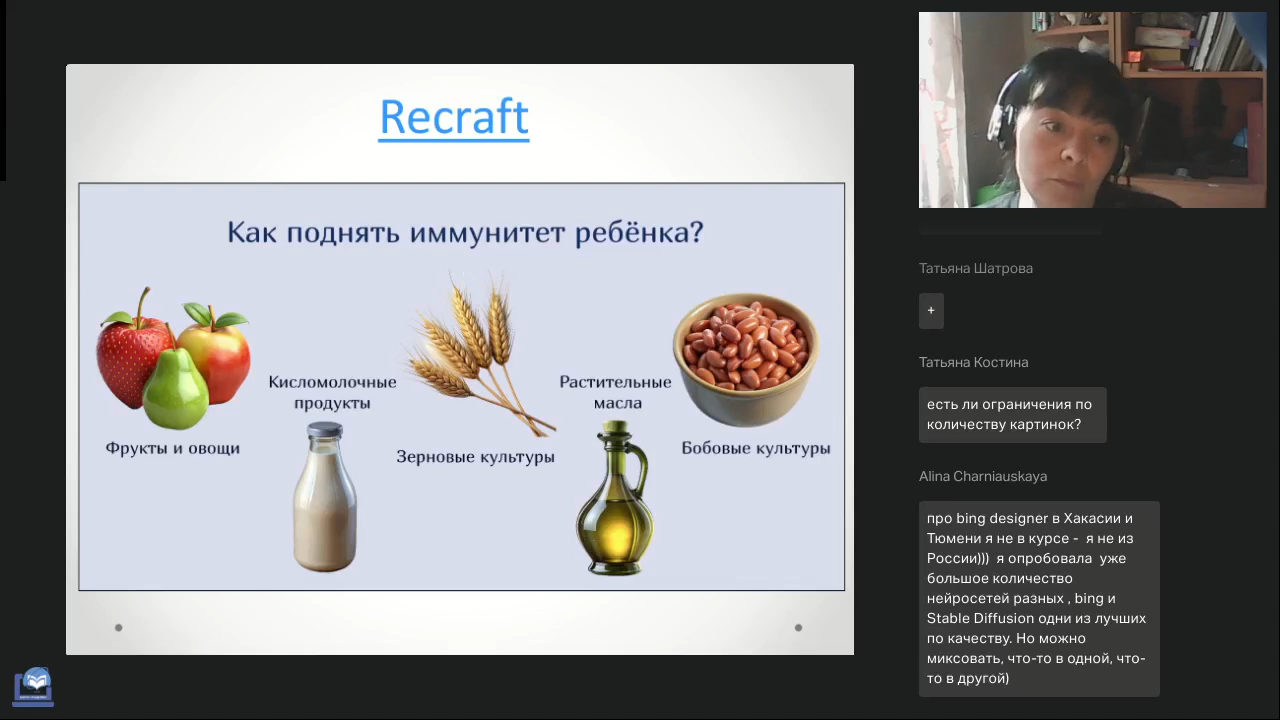 Recraft
Как поднять иммунитет ребёнка?
Фрукты и овощи
Кисломолочные
продукты
Зерновые культуры
Растительные
масла
Бобовые культуры
Татьяна Шатрова
+
Татьяна Костина
есть ли ограничения по
количеству картинок?
Alina Charniauskaya
про bing designer в Хакасии и
Тюмени я не в курсе - я не из
России))) я опробовала уже
большое количество
нейросетей разных , bing и
Stable Diffusion одни из лучших
по качеству. Но можно
миксовать, что-то в одной, что-
то в другой)